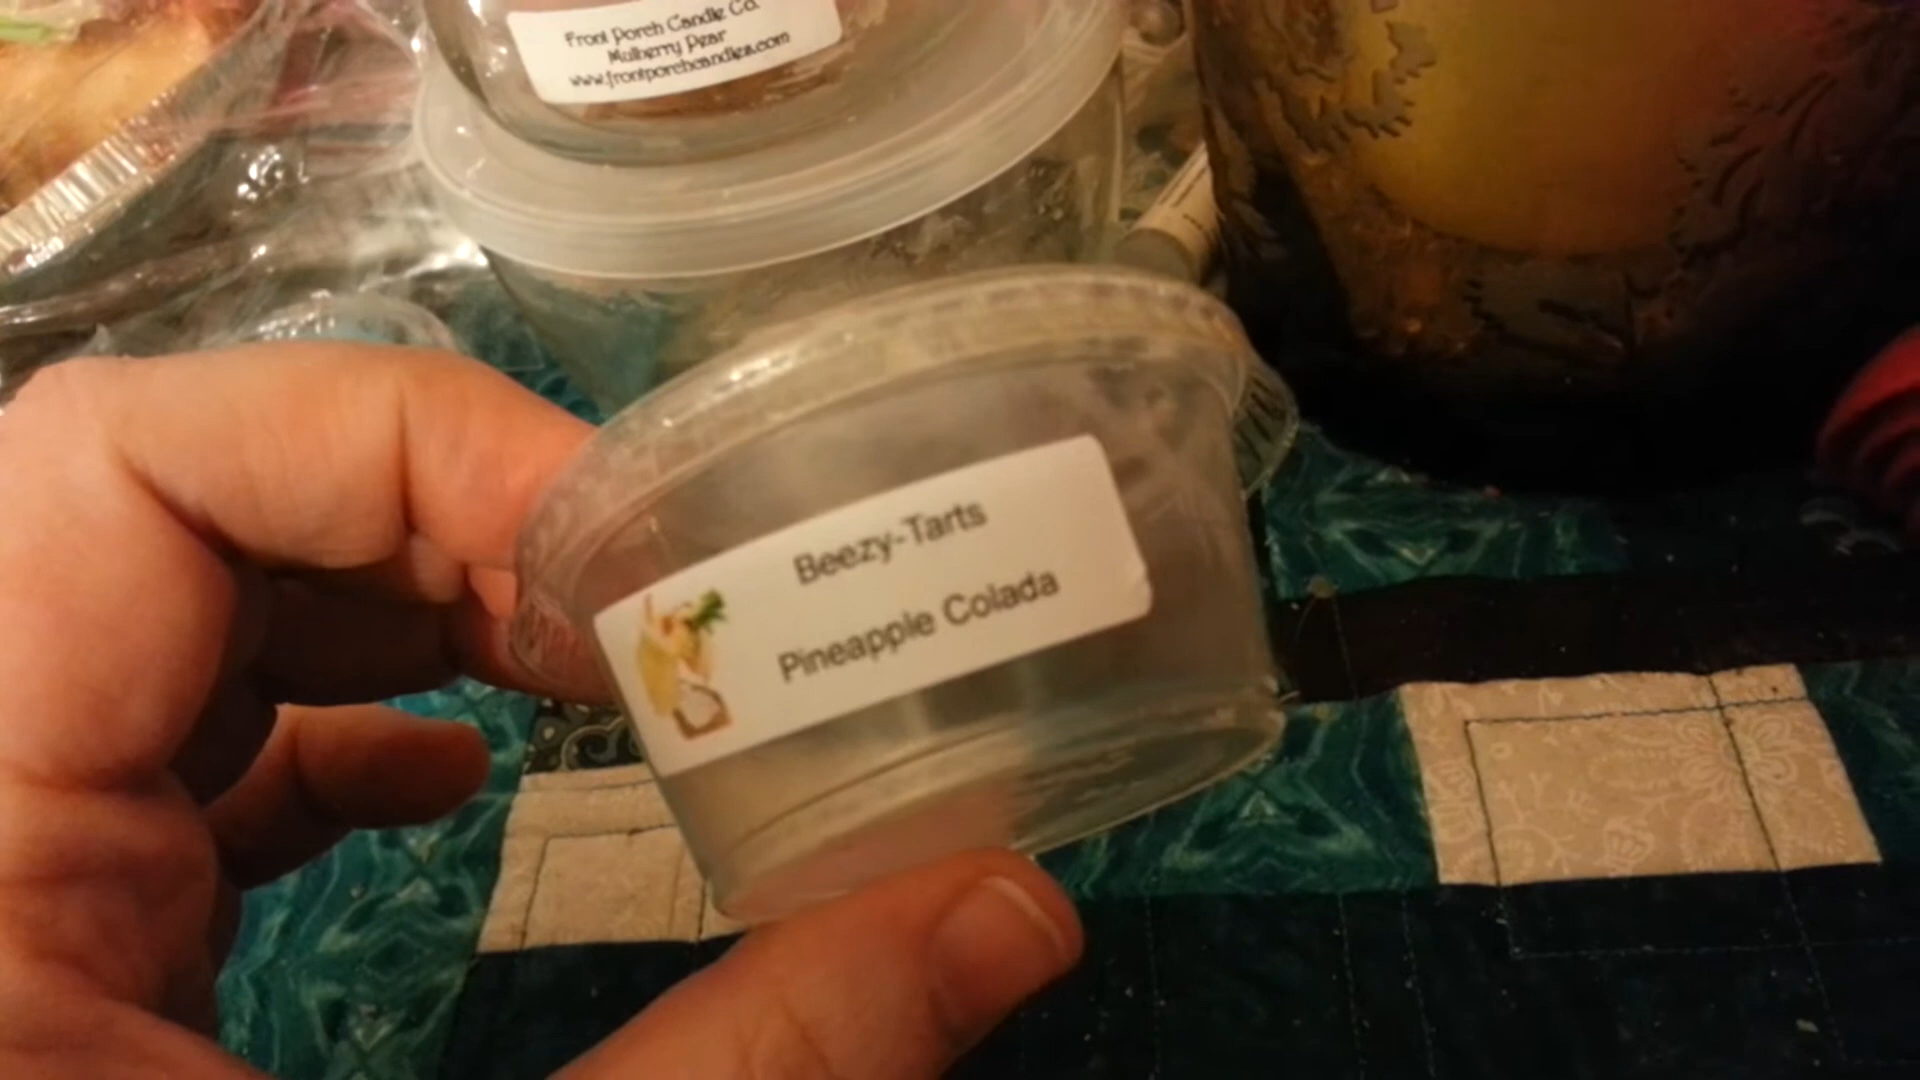 Front Porch Candle Co.
Mulberry Pear
www.frontporchcandles.com
Beezy-Tarts
Pineapple Colada